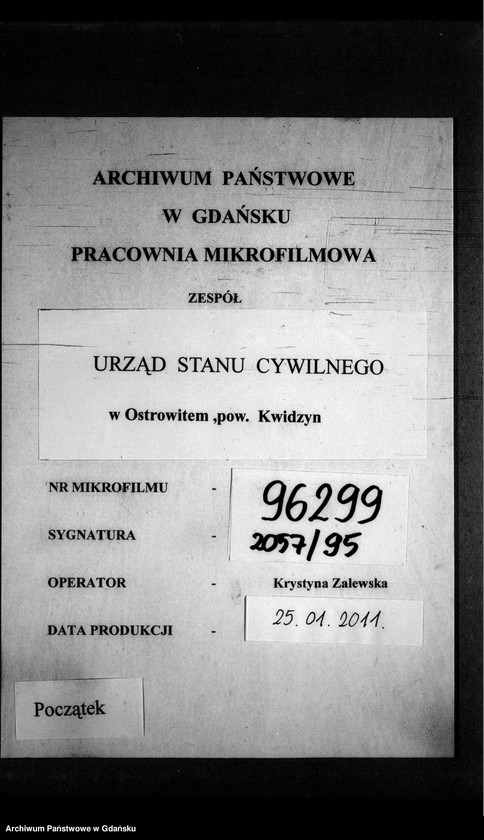 ARCHIWUM PAŃSTWOWE
W GDAŃSKU
PRACOWNIA MIKROFILMOWA
ZESPÓŁ
URZĄD STANU CYWILNEGO
w Ostrowitem ,pow. Kwidzyn
NR MIKROFILMU - 96299
SYGNATURA - 2057/95
OPERATOR - Krystyna Zalewska
DATA PRODUKCJI - 25.01.2011.
Początek
Archiwum Państwowe w Gdańsku